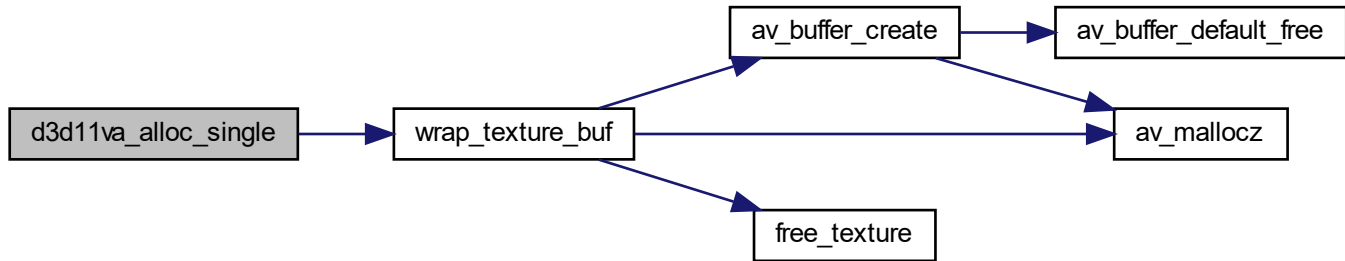 d3d11va_alloc_single
wrap_texture_buf
av_buffer_create
av_buffer_default_free
av_mallocz
free_texture